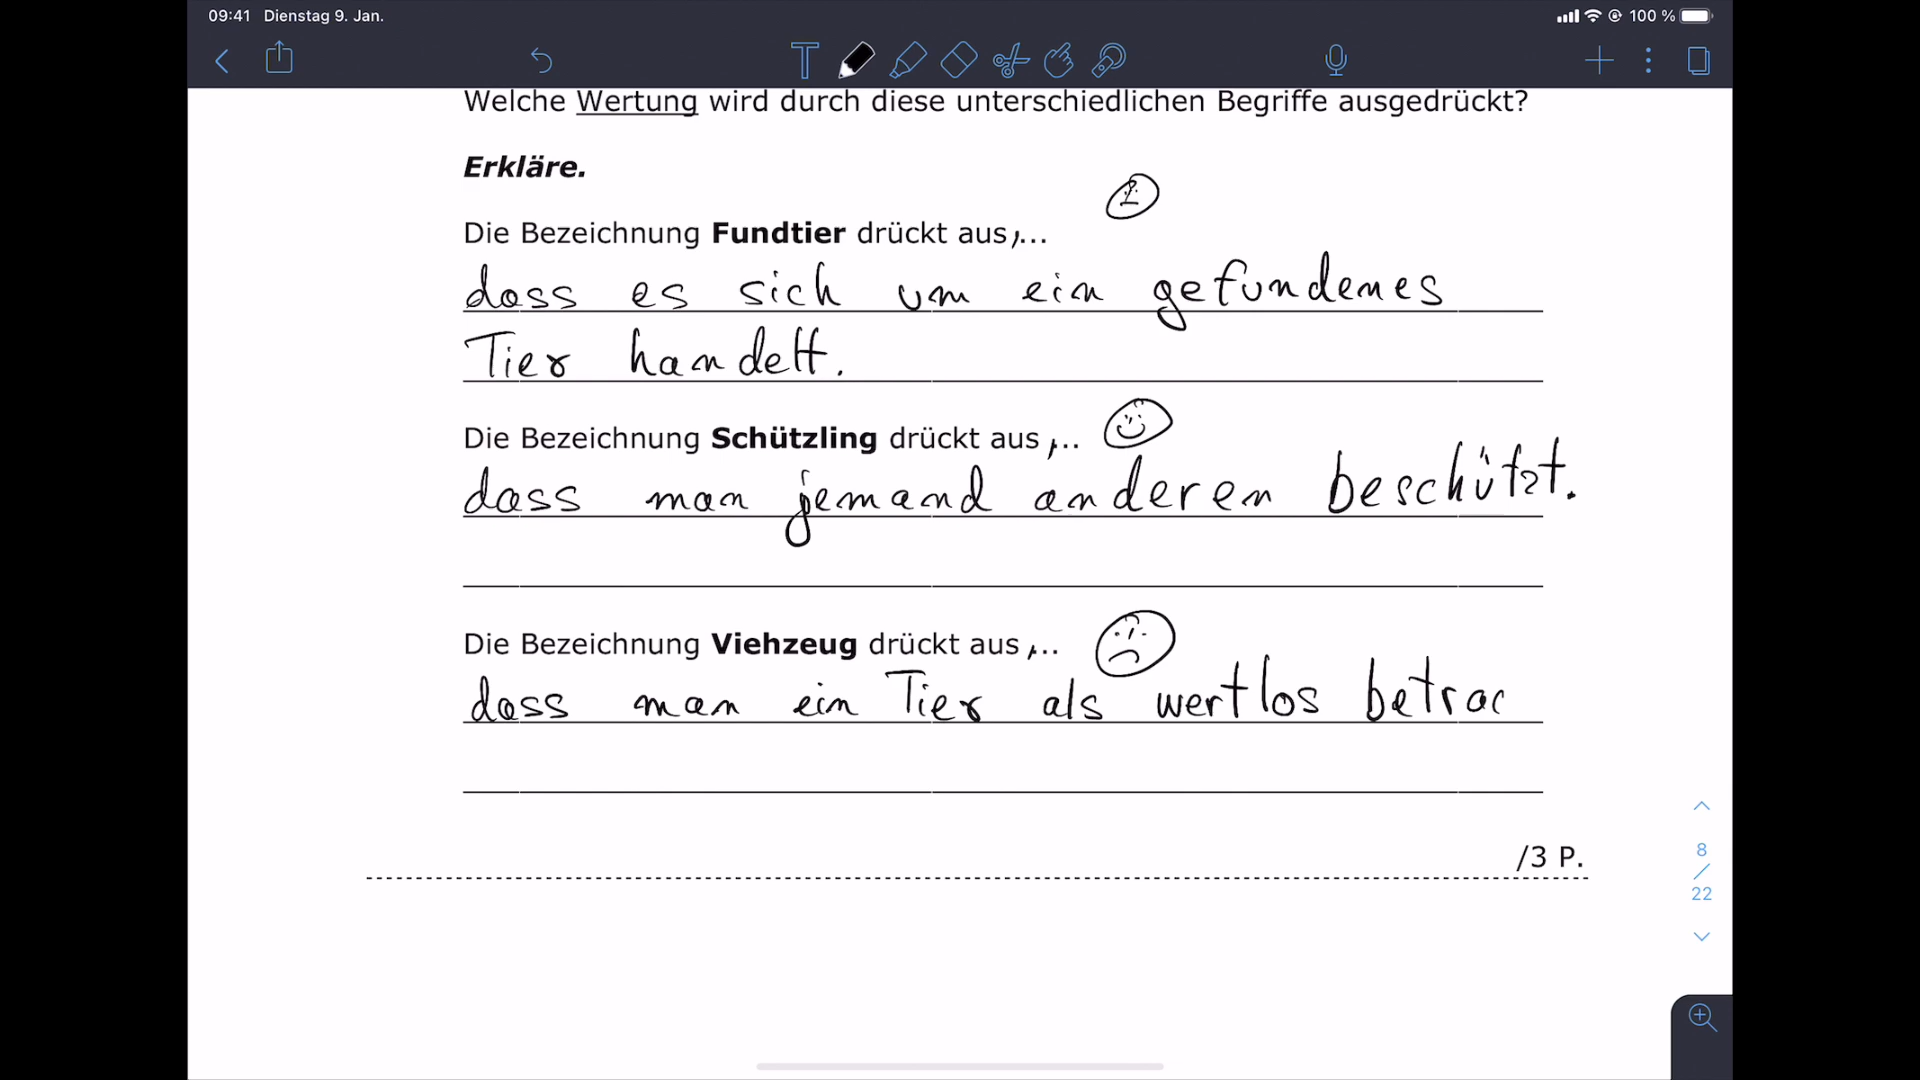 09:41 Dienstag 9. Jan.
100 %
Welche Wertung wird durch diese unterschiedlichen Begriffe ausgedrückt?
Erkläre.
Die Bezeichnung Fundtier drückt aus,...
dass es sich um ein gefundenes
Tier handelt.
Die Bezeichnung Schützling drückt aus,...
dass man jemand anderen beschützt.
Die Bezeichnung Viehzeug drückt aus,...
dass man ein Tier als wertlos betrac
/3 P.
8
/
22